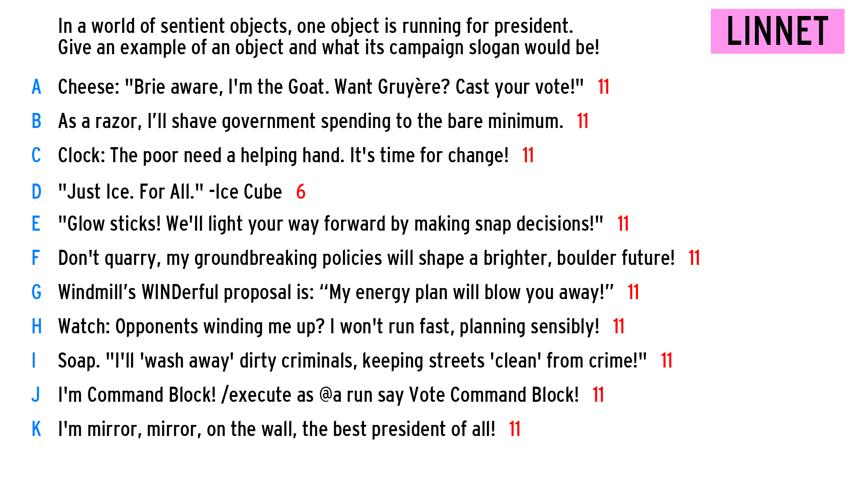 In a world of sentient objects, one object is running for president.
Give an example of an object and what its campaign slogan would be!
LINNET
A Cheese: "Brie aware, I'm the Goat. Want Gruyère? Cast your vote!" 11
B As a razor, I’ll shave government spending to the bare minimum. 11
C Clock: The poor need a helping hand. It's time for change! 11
D "Just Ice. For All." -Ice Cube 6
E "Glow sticks! We'll light your way forward by making snap decisions!" 11
F Don't quarry, my groundbreaking policies will shape a brighter, boulder future! 11
G Windmill’s WINDerful proposal is: “My energy plan will blow you away!” 11
H Watch: Opponents winding me up? I won't run fast, planning sensibly! 11
I Soap. "I'll 'wash away' dirty criminals, keeping streets 'clean' from crime!" 11
J I'm Command Block! /execute as @a run say Vote Command Block! 11
K I'm mirror, mirror, on the wall, the best president of all! 11